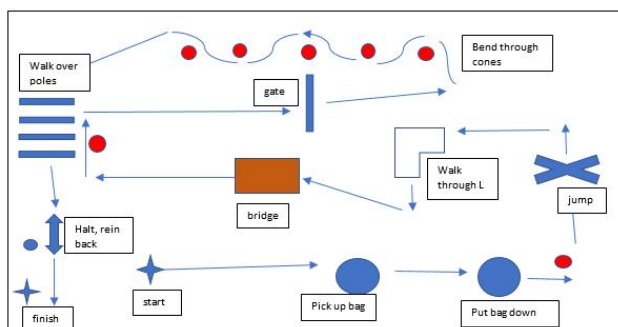 Walk over
poles
gate
Bend through
cones
Walk
through L
jump
bridge
Halt, rein
back
finish
start
Pick up bag
Put bag down